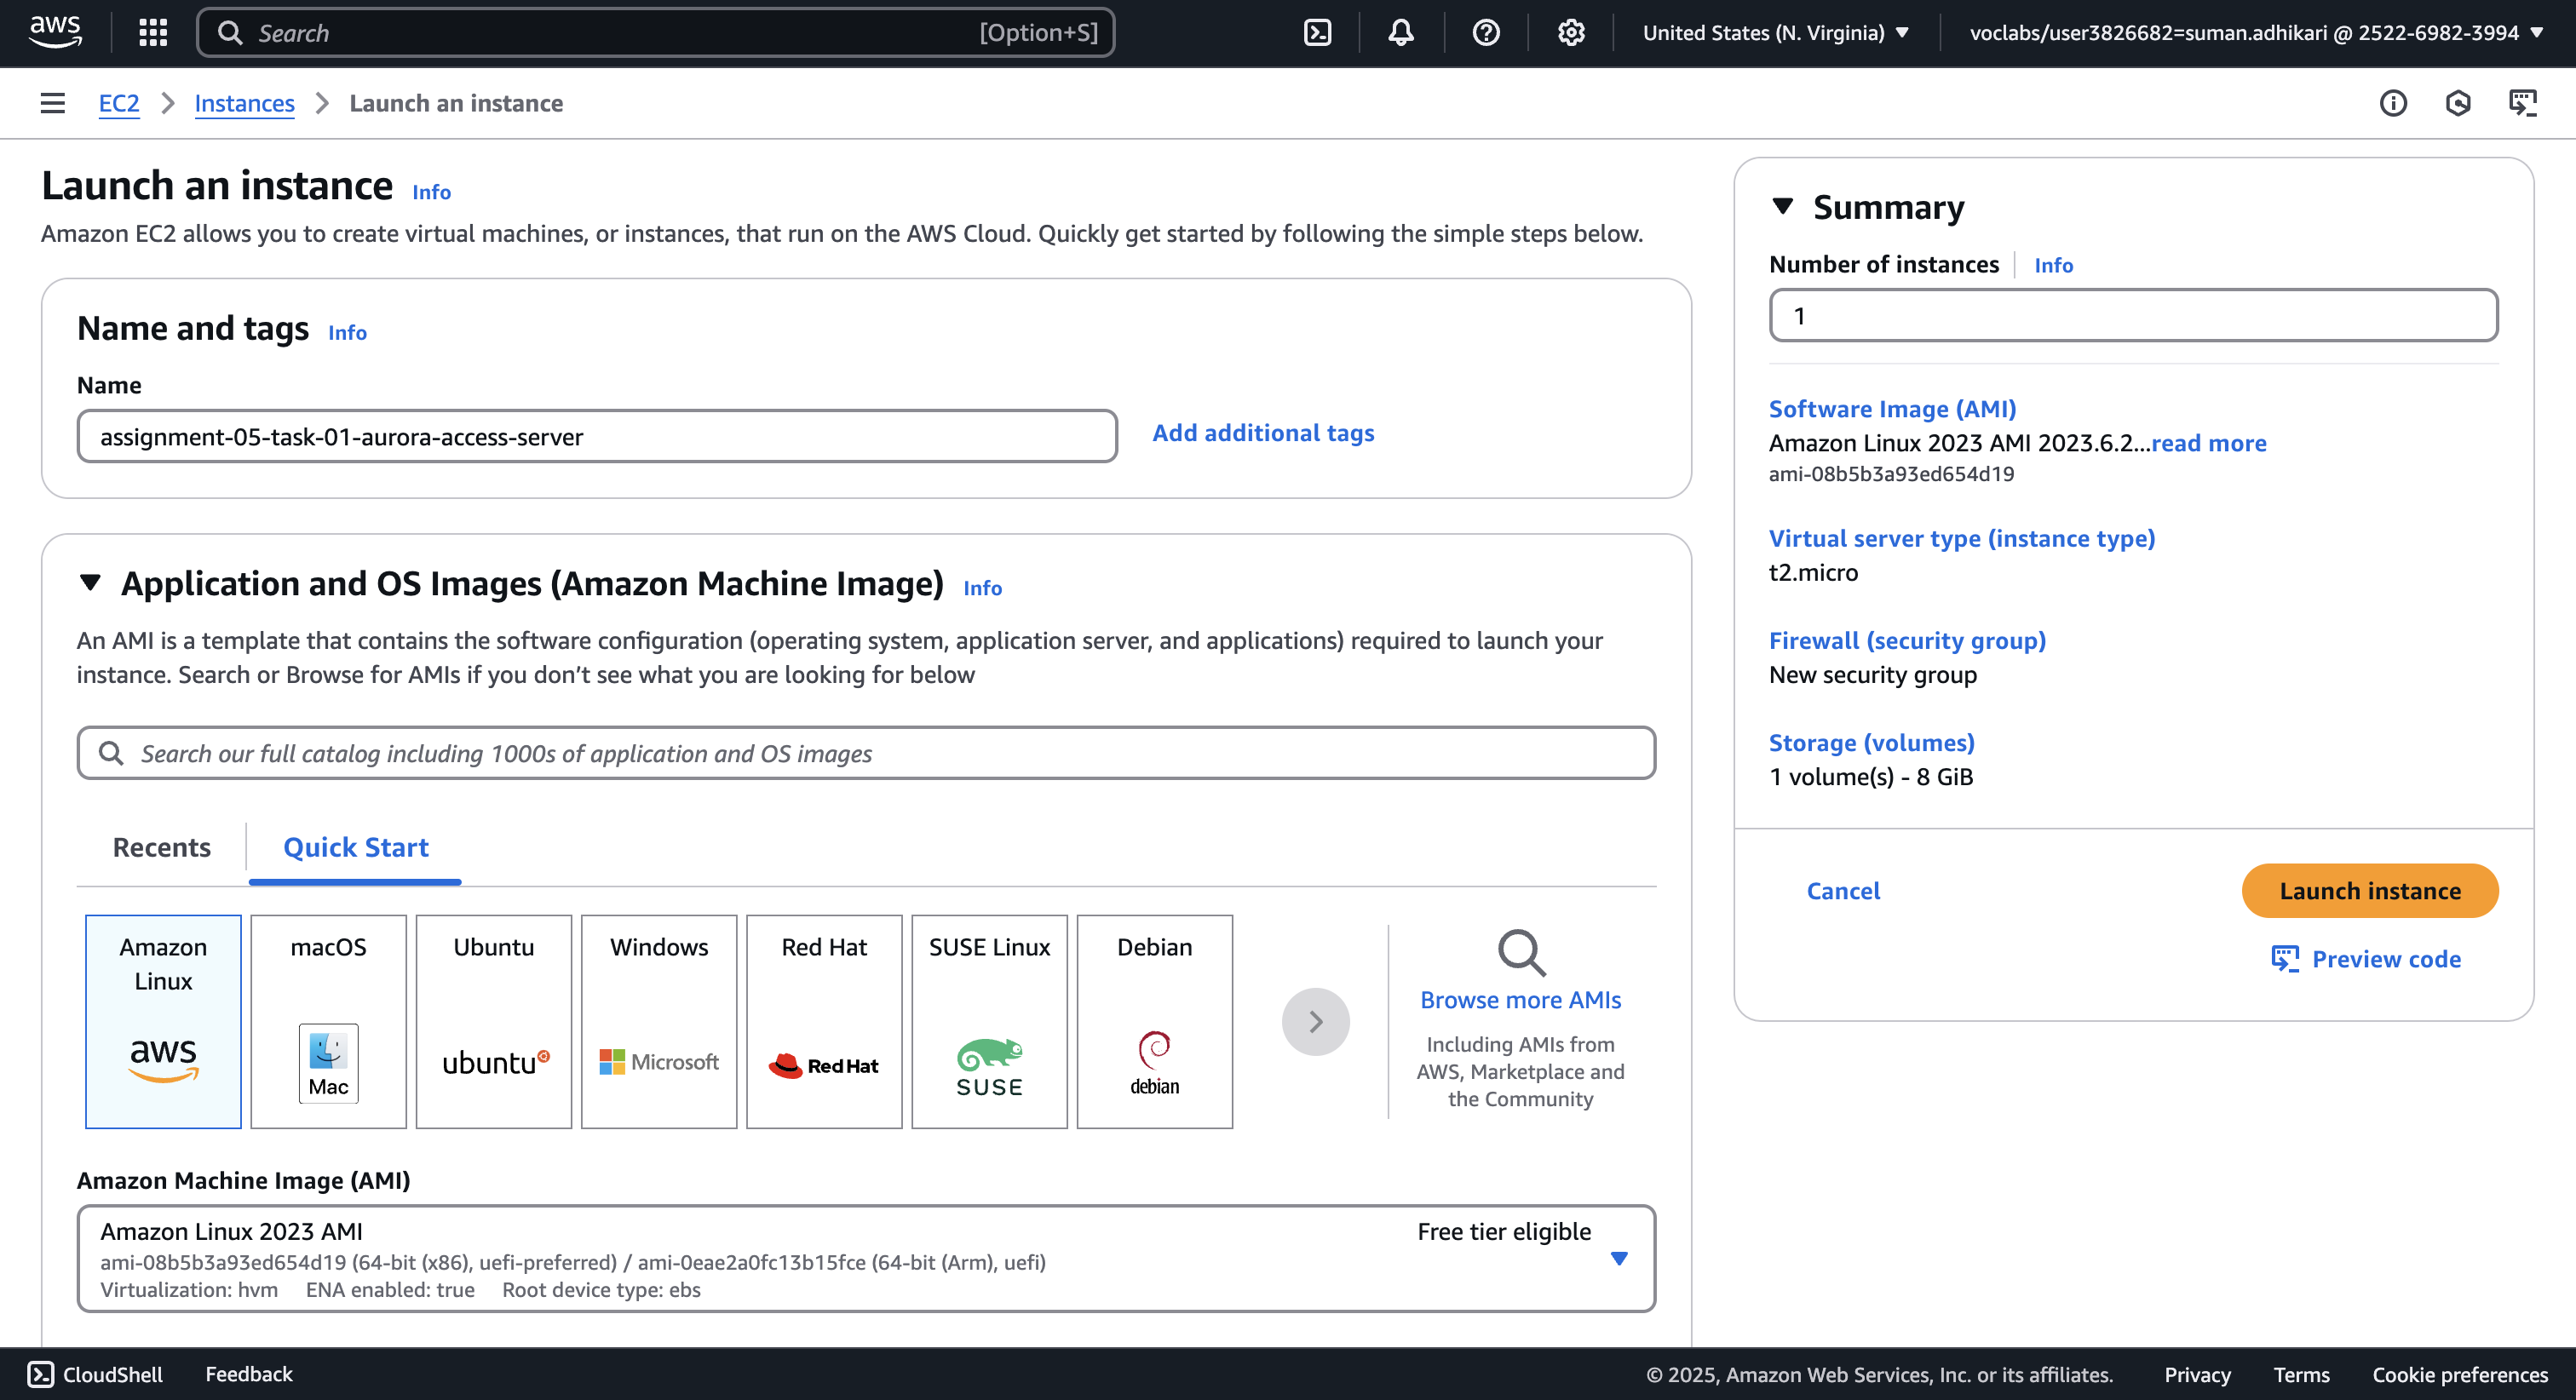 aws
Search [Option+S]
United States (N. Virginia)
voclabs/user3826682=suman.adhikari @ 2522-6982-3994
EC2 Instances Launch an instance
Launch an instance Info
Amazon EC2 allows you to create virtual machines, or instances, that run on the AWS Cloud. Quickly get started by following the simple steps below.
Name and tags Info
Name
assignment-05-task-01-aurora-access-server
Add additional tags
Application and OS Images (Amazon Machine Image) Info
An AMI is a template that contains the software configuration (operating system, application server, and applications) required to launch your
instance. Search or Browse for AMIs if you don’t see what you are looking for below
Search our full catalog including 1000s of application and OS images
Recents
Quick Start
Amazon
Linux
aws
macOS
Mac
Ubuntu
ubuntu
Windows
Microsoft
Red Hat
Red Hat
SUSE Linux
SUSE
Debian
debian
Browse more AMIs
Including AMIs from
AWS, Marketplace and
the Community
Amazon Machine Image (AMI)
Amazon Linux 2023 AMI
Free tier eligible
ami-08b5b3a93ed654d19 (64-bit (x86), uefi-preferred) / ami-0eae2a0fc13b15fce (64-bit (Arm), uefi)
Virtualization: hvm ENA enabled: true Root device type: ebs
Summary
Number of instances Info
1
Software Image (AMI)
Amazon Linux 2023 AMI 2023.6.2...read more
ami-08b5b3a93ed654d19
Virtual server type (instance type)
t2.micro
Firewall (security group)
New security group
Storage (volumes)
1 volume(s) - 8 GiB
Cancel
Launch instance
Preview code
CloudShell Feedback
© 2025, Amazon Web Services, Inc. or its affiliates. Privacy Terms Cookie preferences